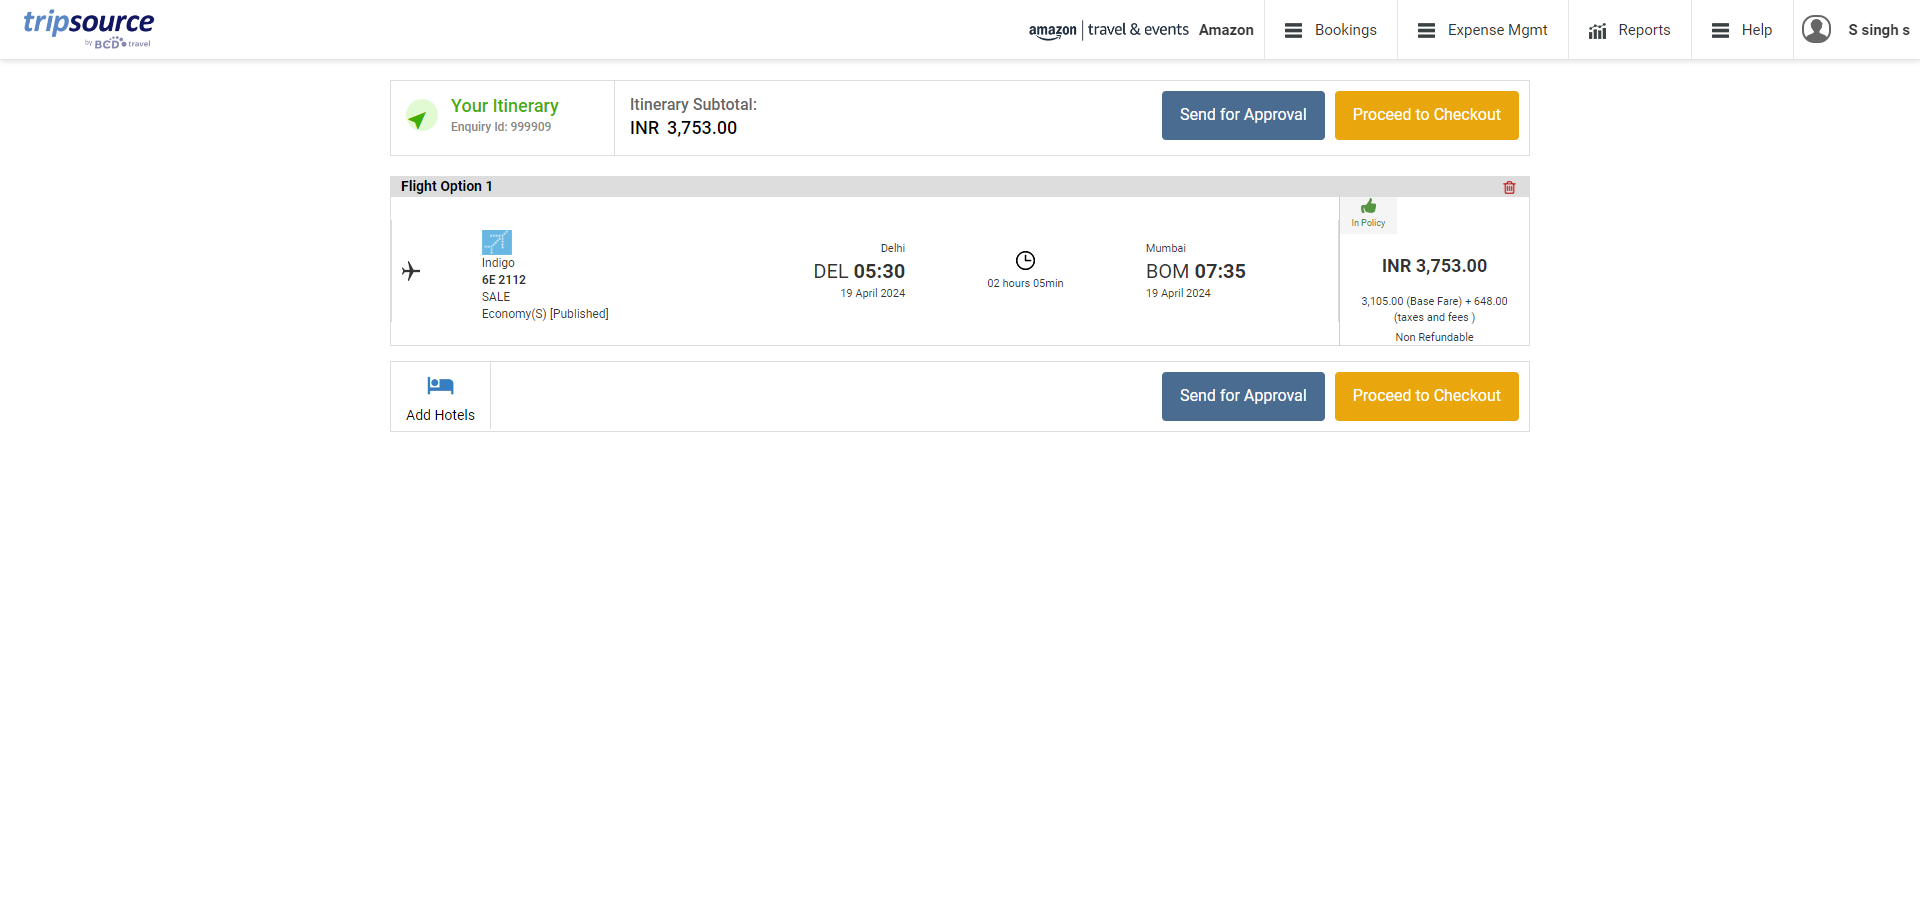 tripsource
by BCD travel
amazon | travel & events Amazon
Bookings
Expense Mgmt
Reports
Help
S singh s
Your Itinerary
Enquiry Id: 999909
Itinerary Subtotal:
INR 3,753.00
Send for Approval
Proceed to Checkout
Flight Option 1
Indigo
6E 2112
SALE
Economy(S) [Published]
Delhi
DEL 05:30
19 April 2024
02 hours 05min
Mumbai
BOM 07:35
19 April 2024
In Policy
INR 3,753.00
3,105.00 (Base Fare) + 648.00
(taxes and fees )
Non Refundable
Add Hotels
Send for Approval
Proceed to Checkout